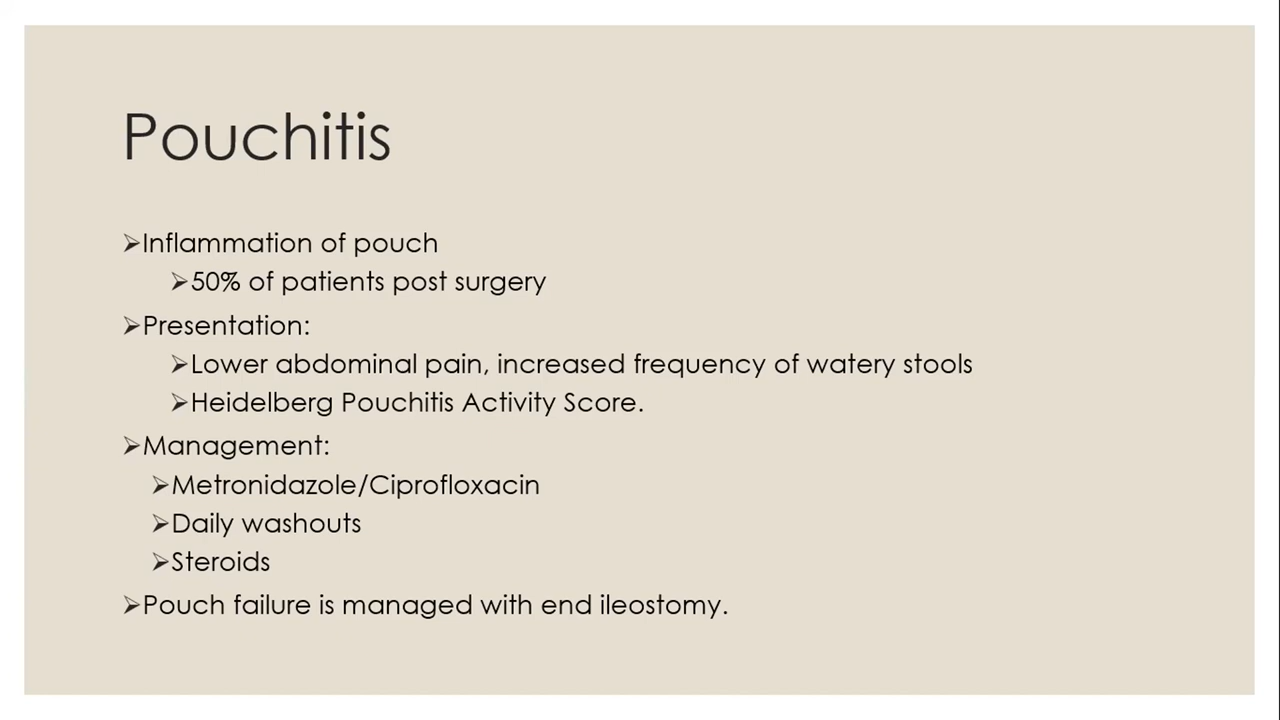 Pouchitis
➢Inflammation of pouch
➢50% of patients post surgery
➢Presentation:
➢Lower abdominal pain, increased frequency of watery stools
➢Heidelberg Pouchitis Activity Score.
➢Management:
➢Metronidazole/Ciprofloxacin
➢Daily washouts
➢Steroids
➢Pouch failure is managed with end ileostomy.